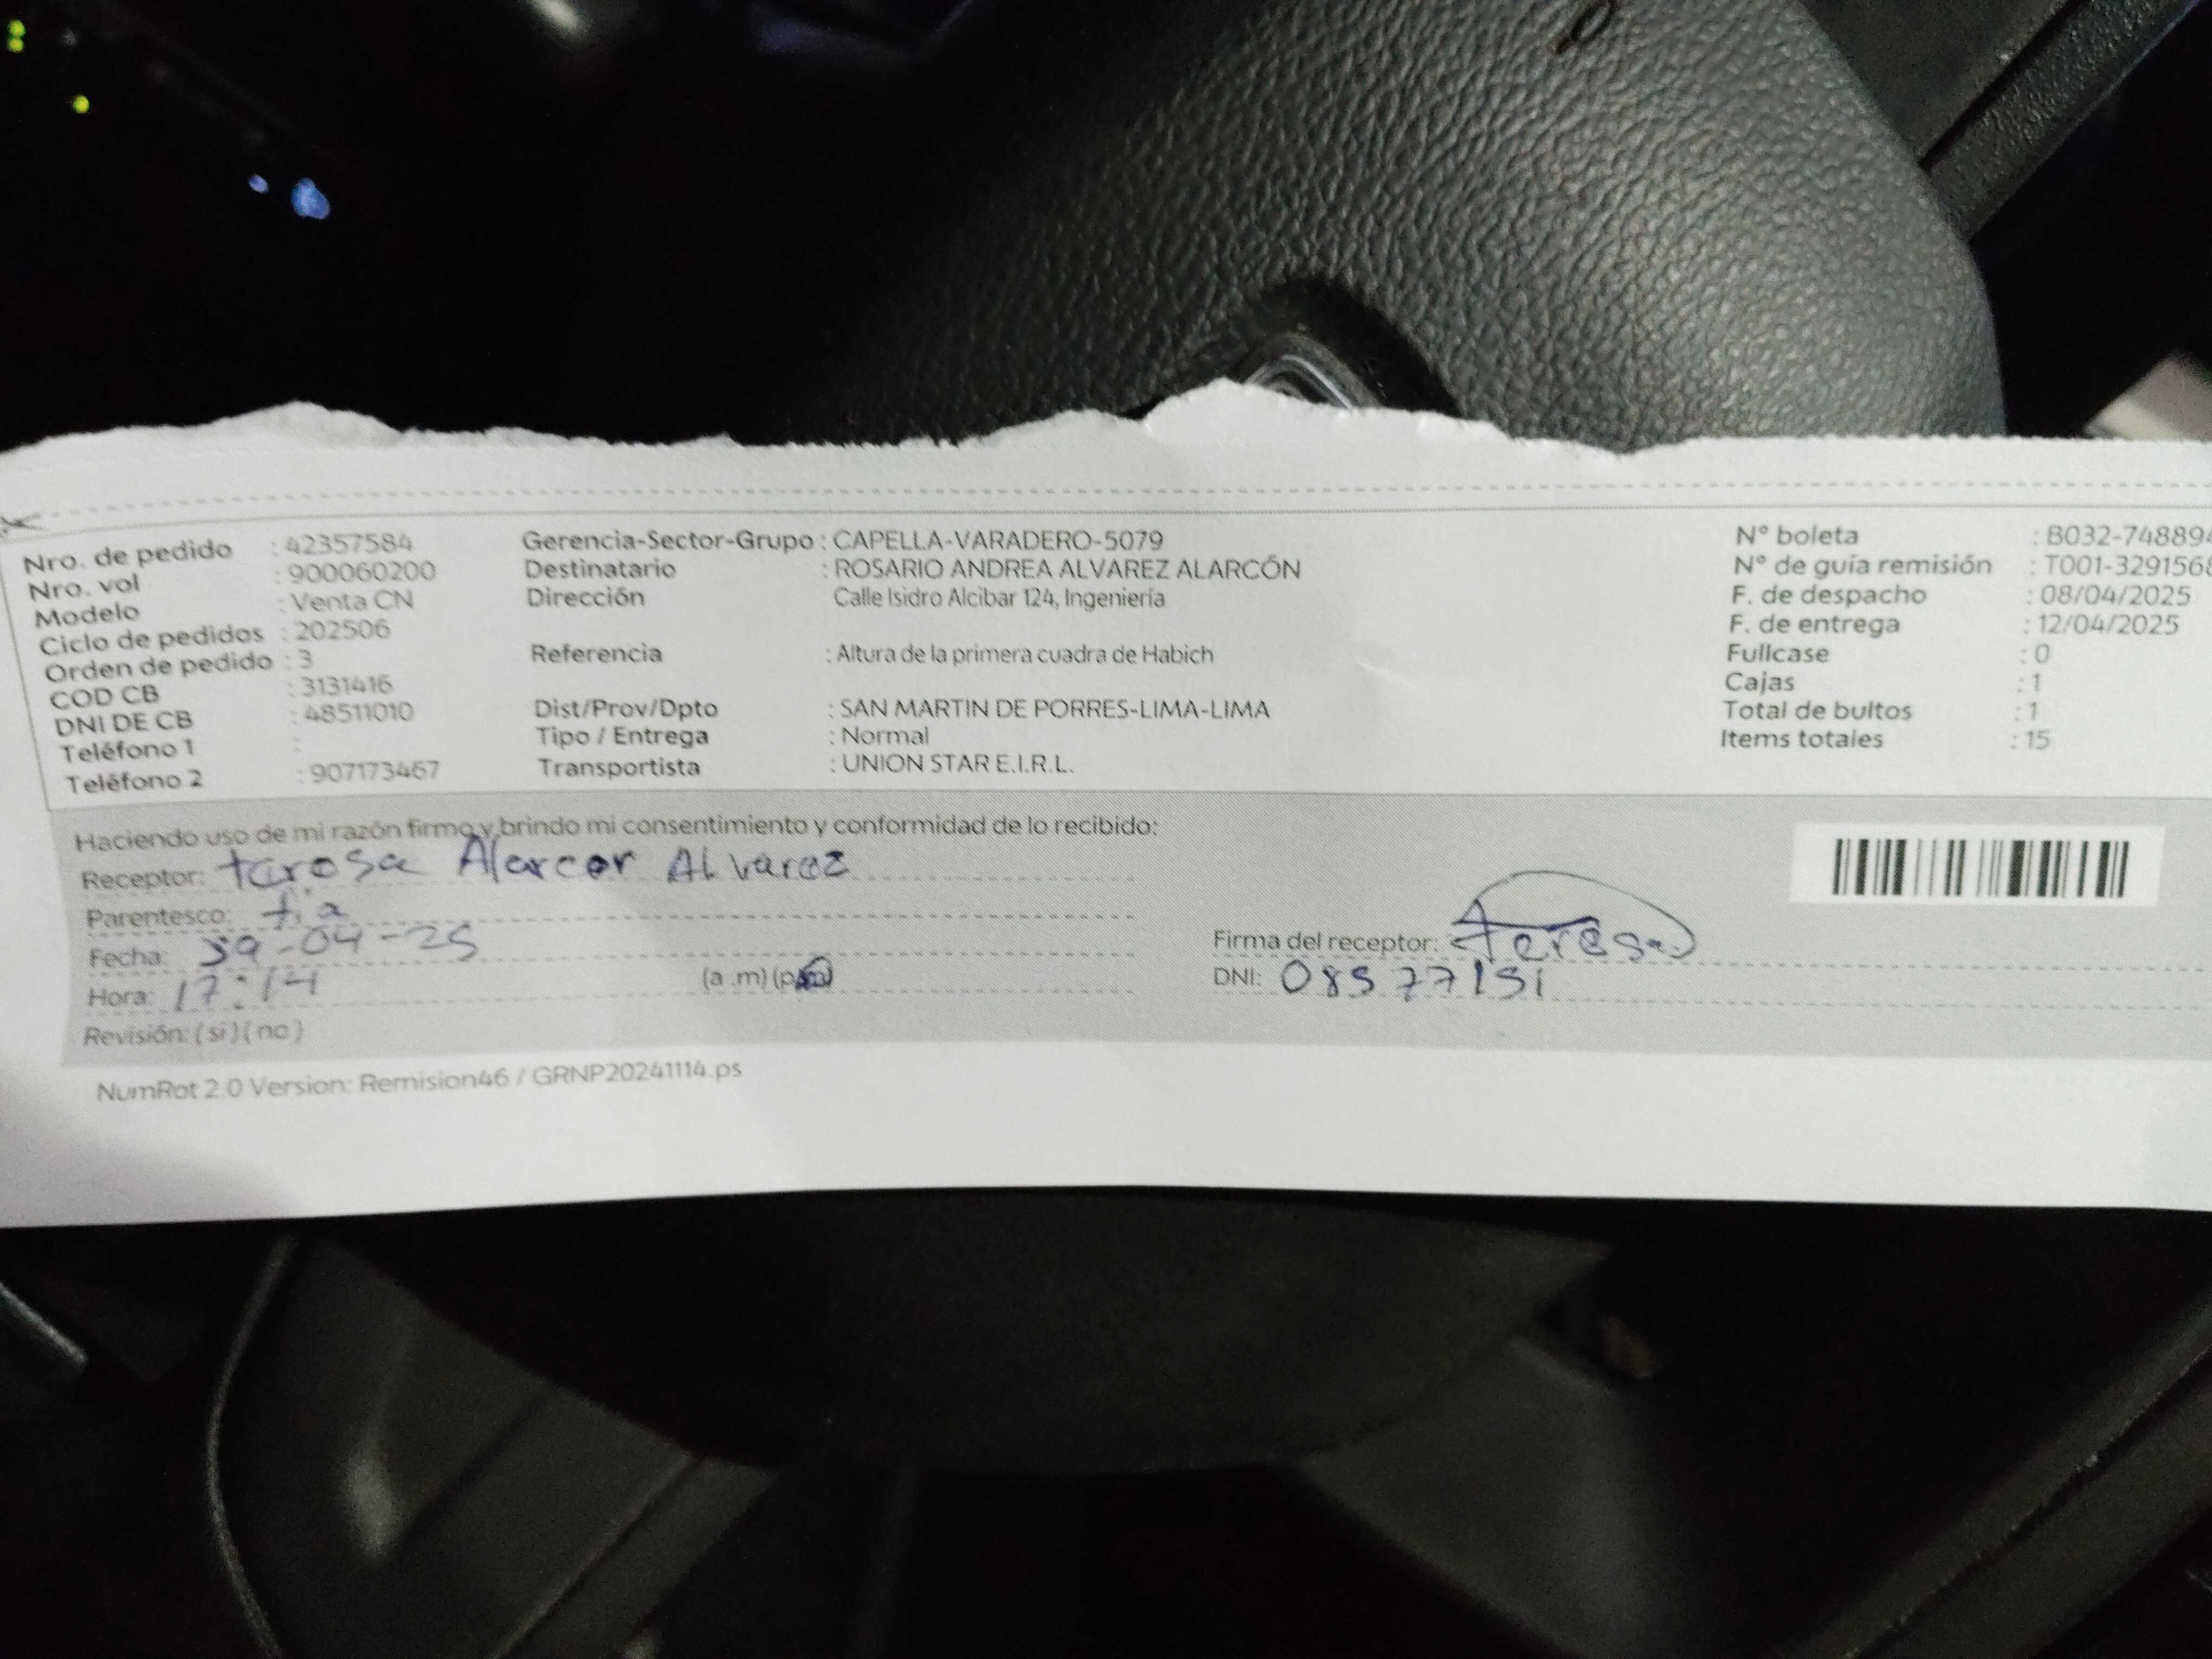 Nro. de pedido : 42357584
Nro. vol : 900060200
Modelo : Venta CN
Ciclo de pedidos : 202506
Orden de pedido : 3
COD CB : 3131416
DNI DE CB : 48511010
Teléfono 1 :
Teléfono 2 : 907173467
Gerencia-Sector-Grupo : CAPELLA-VARADERO-5079
Destinatario : ROSARIO ANDREA ALVAREZ ALARCÓN
Dirección Calle Isidro Alcibar 124, Ingeniería
Referencia : Altura de la primera cuadra de Habich
Dist/Prov/Dpto : SAN MARTIN DE PORRES-LIMA-LIMA
Tipo / Entrega : Normal
Transportista : UNION STAR E.I.R.L.
N° boleta : B032-748894
N° de guía remisión : T001-3291568
F. de despacho : 08/04/2025
F. de entrega : 12/04/2025
Fullcase : 0
Cajas : 1
Total de bultos : 1
Items totales : 15
Haciendo uso de mi razón firmo y brindo mi consentimiento y conformidad de lo recibido:
Receptor: terosa Alarcor Alvarez
Parentesco: tia
Fecha: -04-25
Hora: 17:14 (a .m) (p.m)
Revisión: ( si ) ( no )
Firma del receptor: Teresa
DNI: 08577151
NumRot 2.0 Version: Remision46 / GRNP20241114.ps